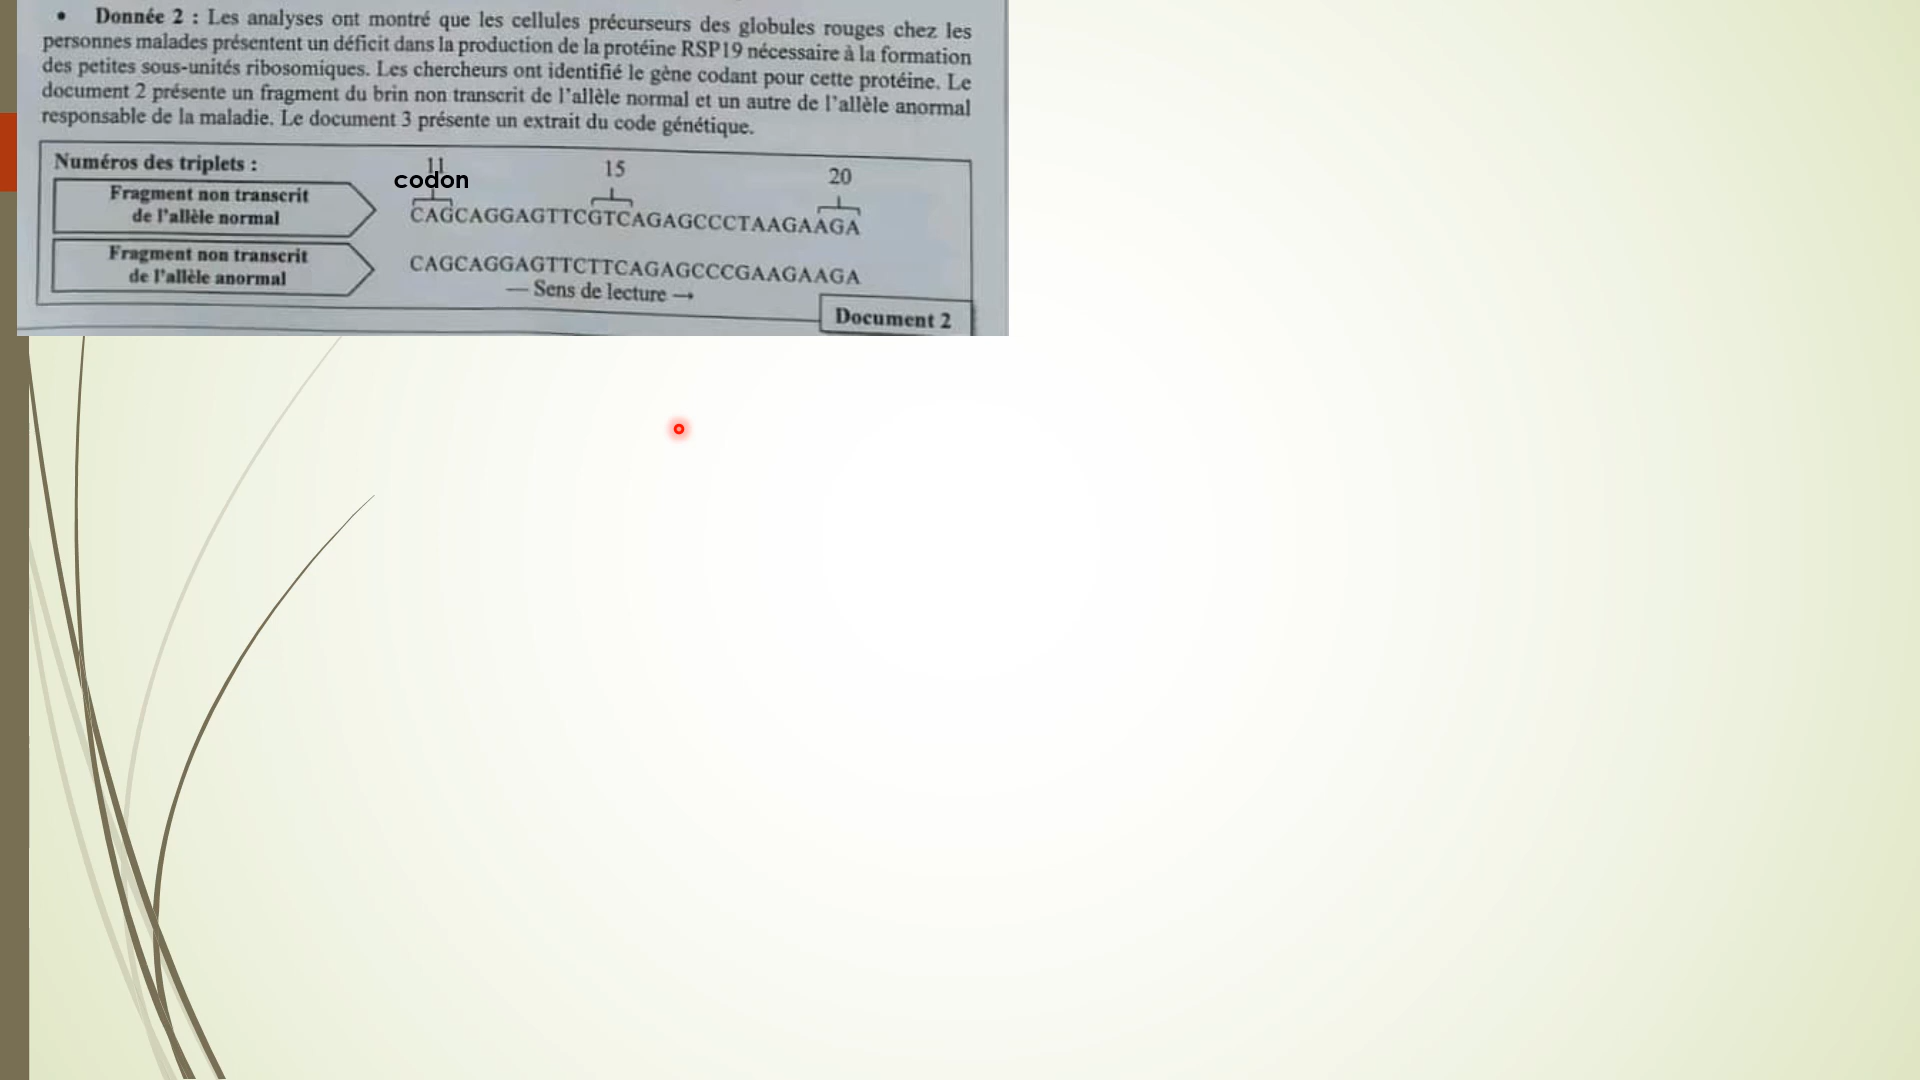 • Donnée 2 : Les analyses ont montré que les cellules précurseurs des globules rouges chez les
personnes malades présentent un déficit dans la production de la protéine RSP19 nécessaire à la formation
des petites sous-unités ribosomiques. Les chercheurs ont identifié le gène codant pour cette protéine. Le
document 2 présente un fragment du brin non transcrit de l'allèle normal et un autre de l'allèle anormal
responsable de la maladie. Le document 3 présente un extrait du code génétique.
Numéros des triplets : 11 15 20
codon
Fragment non transcrit
de l'allèle normal
CAGCAGGAGTTCGTCAGAGCCCTAAGAAGA
Fragment non transcrit
de l'allèle anormal
CAGCAGGAGTTCTTCAGAGCCCGAAGAAGA
— Sens de lecture →
Document 2